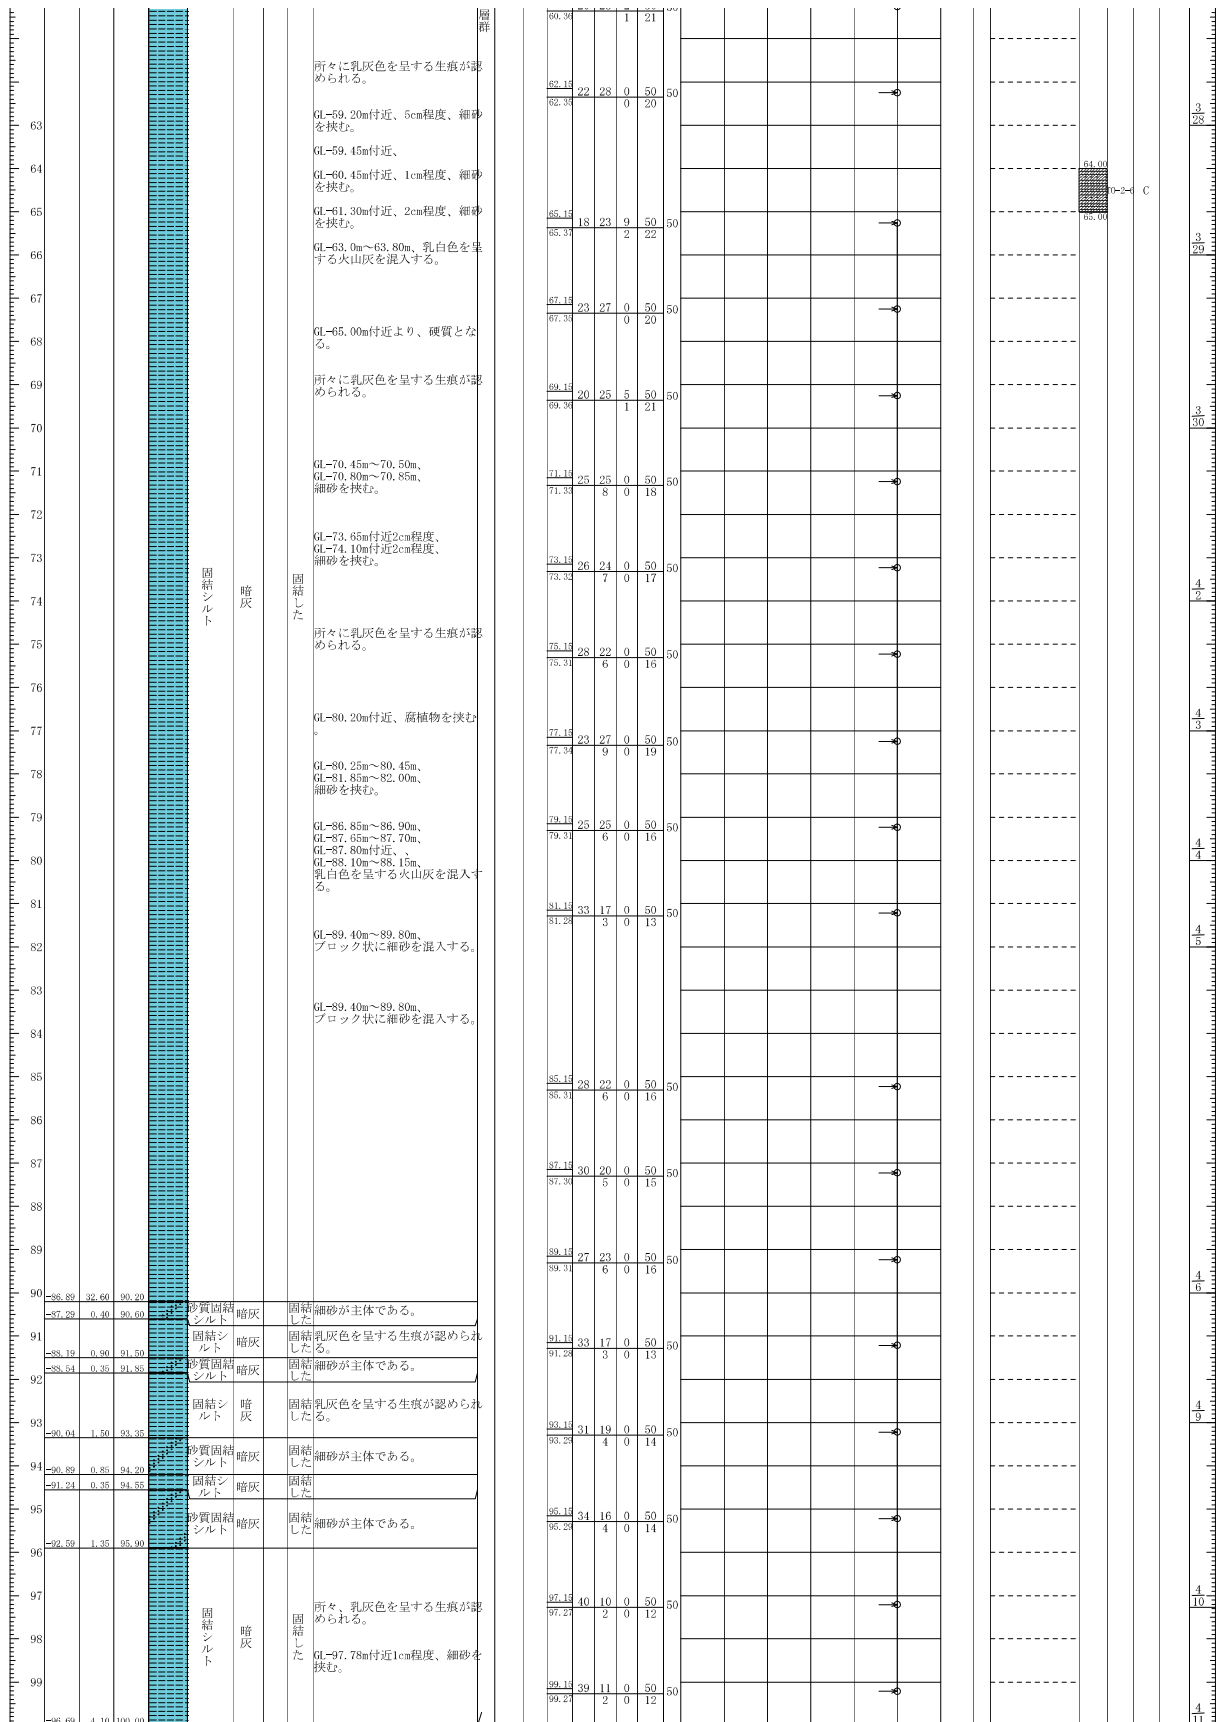 層
群
60.36
1 21
所々に乳灰色を呈する生痕が認
められる。
GL-59.20m付近、5cm程度、細砂
を挟む。
GL-59.45m付近、
GL-60.45m付近、1cm程度、細砂
を挟む。
GL-61.30m付近、2cm程度、細砂
を挟む。
GL-63.0m～63.80m、乳白色を呈
する火山灰を混入する。
GL-65.00m付近より、硬質とな
る。
所々に乳灰色を呈する生痕が認
められる。
GL-70.45m～70.50m、
GL-70.80m～70.85m、
細砂を挟む。
GL-73.65m付近2cm程度、
GL-74.10m付近2cm程度、
細砂を挟む。
固結シルト
暗灰
固結した
所々に乳灰色を呈する生痕が認
められる。
GL-80.20m付近、腐植物を挟む
。
GL-80.25m～80.45m、
GL-81.85m～82.00m、
細砂を挟む。
GL-86.85m～86.90m、
GL-87.65m～87.70m、
GL-87.80m付近、、
GL-88.10m～88.15m、
乳白色を呈する火山灰を混入す
る。
GL-89.40m～89.80m、
ブロック状に細砂を混入する。
GL-89.40m～89.80m、
ブロック状に細砂を混入する。
63
64
65
66
67
68
69
70
71
72
73
74
75
76
77
78
79
80
81
82
83
84
85
86
87
88
89
90
91
92
93
94
95
96
97
98
99
-86.89 32.60 90.20
-87.29 0.40 90.60
-88.19 0.90 91.50
-88.54 0.35 91.85
-90.04 1.50 93.35
-90.89 0.85 94.20
-91.24 0.35 94.55
-92.59 1.35 95.90
-96.69 4.10 100.00
砂質固結
シルト
暗灰
固結
した
細砂が主体である。
固結シ
ルト
暗灰
固結
した
乳灰色を呈する生痕が認められ
る。
砂質固結
シルト
暗灰
固結
した
細砂が主体である。
固結シ
ルト
暗
灰
固結
した
乳灰色を呈する生痕が認められ
る。
砂質固結
シルト
暗灰
固結
した
細砂が主体である。
固結シ
ルト
暗灰
固結
した
砂質固結
シルト
暗灰
固結
した
細砂が主体である。
固結シルト
暗灰
固結した
所々、乳灰色を呈する生痕が認
められる。
GL-97.78m付近1cm程度、細砂を
挟む。
62.15 22 28 0 50 50
62.35 0 20
65.15 18 23 9 50 50
65.37 2 22
67.15 23 27 0 50 50
67.35 0 20
69.15 20 25 5 50 50
69.36 1 21
71.15 25 25 0 50 50
71.33 8 0 18
73.15 26 24 0 50 50
73.32 7 0 17
75.15 28 22 0 50 50
75.31 6 0 16
77.15 23 27 0 50 50
77.34 9 0 19
79.15 25 25 0 50 50
79.31 6 0 16
81.15 33 17 0 50 50
81.28 3 0 13
85.15 28 22 0 50 50
85.31 6 0 16
87.15 30 20 0 50 50
87.30 5 0 15
89.15 27 23 0 50 50
89.31 6 0 16
91.15 33 17 0 50 50
91.28 3 0 13
93.15 31 19 0 50 50
93.29 4 0 14
95.15 34 16 0 50 50
95.29 4 0 14
97.15 40 10 0 50 50
97.27 2 0 12
99.15 39 11 0 50 50
99.27 2 0 12
64.00
C
65.00
3
28
3
29
3
30
4
2
4
3
4
4
4
5
4
6
4
9
4
10
4
11